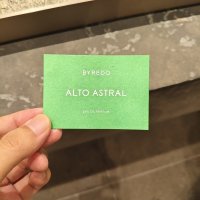 BYREDO
ALTO ASTRAL
EAU DE PARFUM